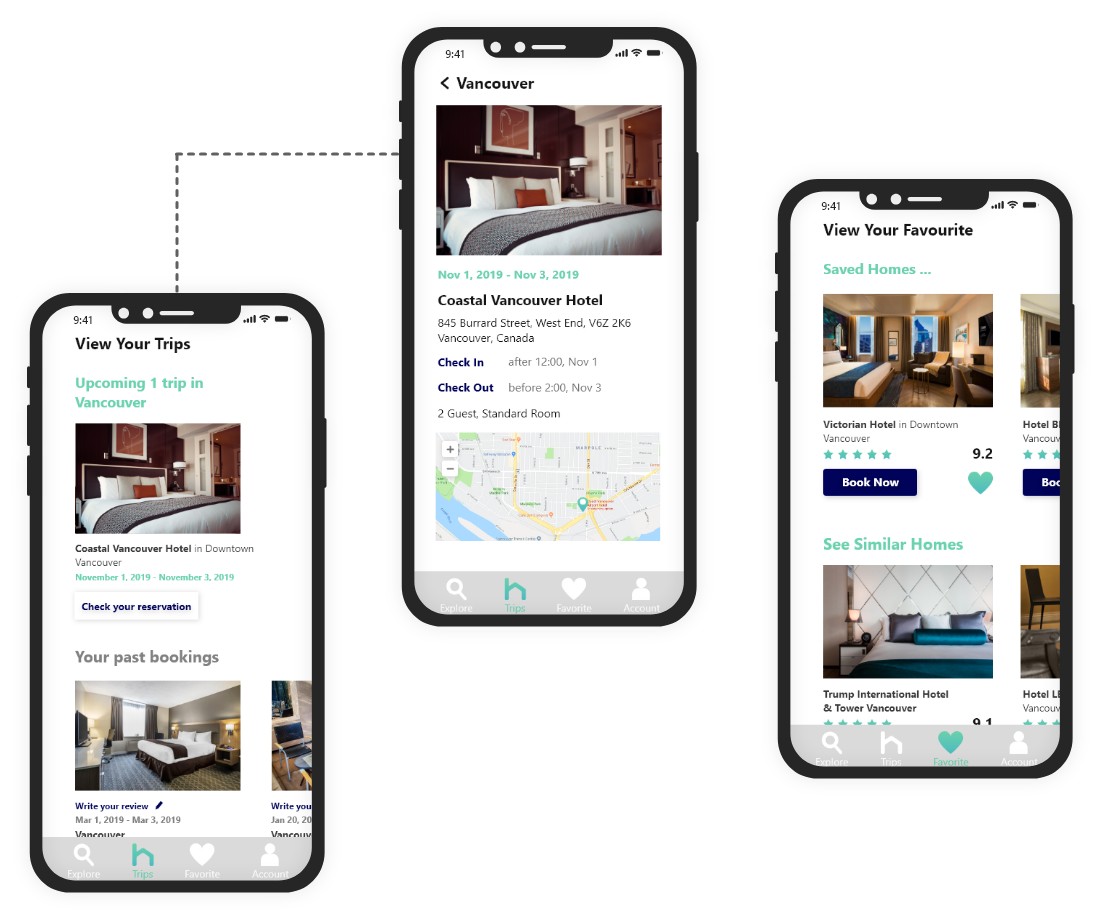 9:41
View Your Trips
Upcoming 1 trip in
Vancouver
Coastal Vancouver Hotel in Downtown
Vancouver
November 1, 2019 - November 3, 2019
Check your reservation
Your past bookings
Write your review
Mar 1, 2019 - Mar 3, 2019
Vancouver
Write you
Jan 20, 20
Vancouv
Explore
Trips
Favorite
Account
9:41
Vancouver
Nov 1, 2019 - Nov 3, 2019
Coastal Vancouver Hotel
845 Burrard Street, West End, V6Z 2K6
Vancouver, Canada
Check In after 12:00, Nov 1
Check Out before 2:00, Nov 3
2 Guest, Standard Room
+
−
MARPOLE
Explore
Trips
Favorite
Account
9:41
View Your Favourite
Saved Homes ...
Victorian Hotel in Downtown
Vancouver
9.2
Book Now
Hotel Bl
Vancouv
Boc
See Similar Homes
Trump International Hotel
& Tower Vancouver
9.1
Hotel LE
Vancouv
Explore
Trips
Favorite
Account